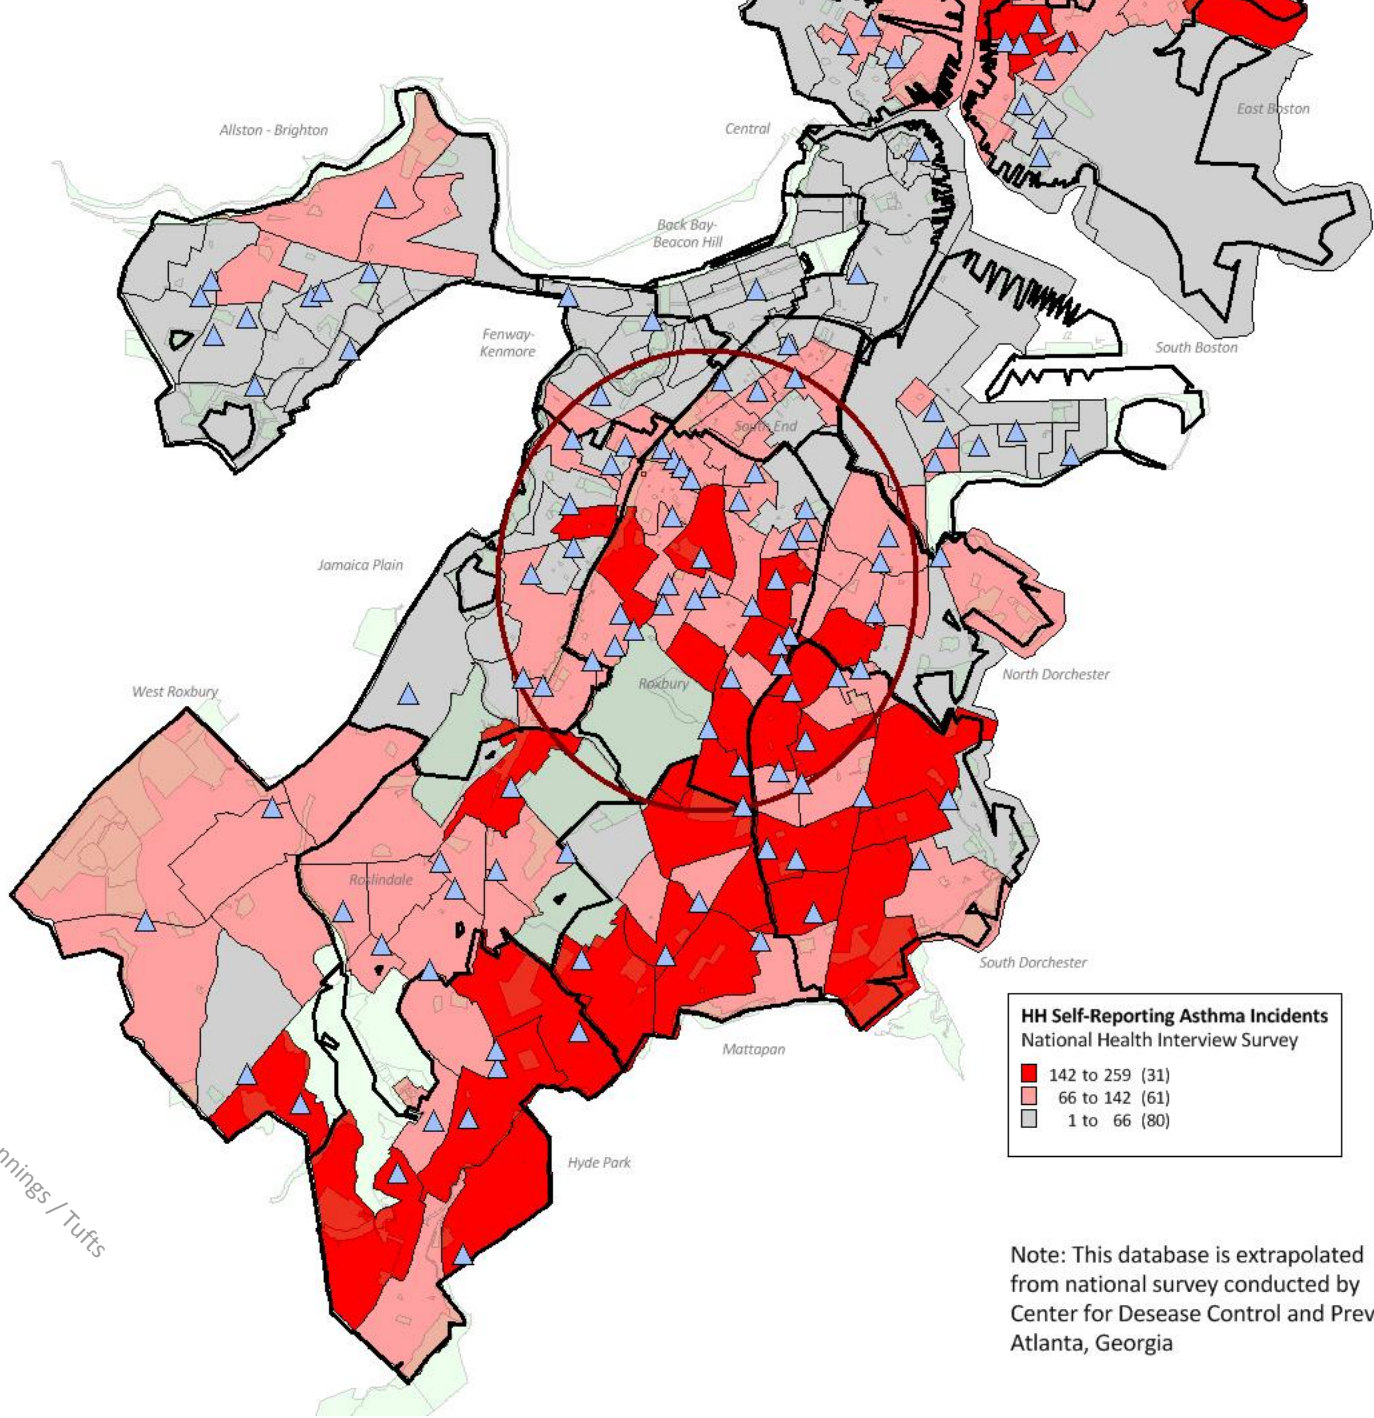 East Boston
Allston - Brighton
Central
Back Bay-
Beacon Hill
Fenway-
Kenmore
South Boston
South End
Jamaica Plain
North Dorchester
West Roxbury
Roxbury
Roslindale
South Dorchester
HH Self-Reporting Asthma Incidents
National Health Interview Survey
142 to 259 (31)
66 to 142 (61)
1 to 66 (80)
Mattapan
Hyde Park
nnings / Tufts
Note: This database is extrapolated
from national survey conducted by
Center for Desease Control and Prev
Atlanta, Georgia